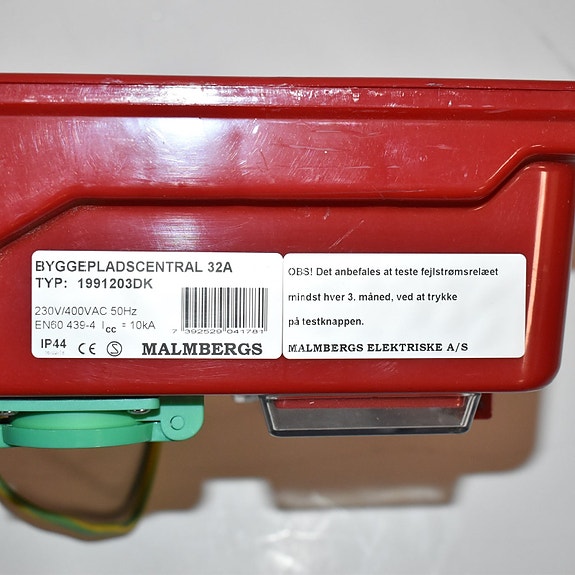 BYGGEPLADSCENTRAL 32A
TYP: 1991203DK
230V/400VAC 50Hz
EN60 439-4 Icc = 10kA
7 392529 041781
IP44 CE S MALMBERGS
OBS! Det anbefales at teste fejlstrømsrelæet
mindst hver 3. måned, ved at trykke
på testknappen.
MALMBERGS ELEKTRISKE A/S